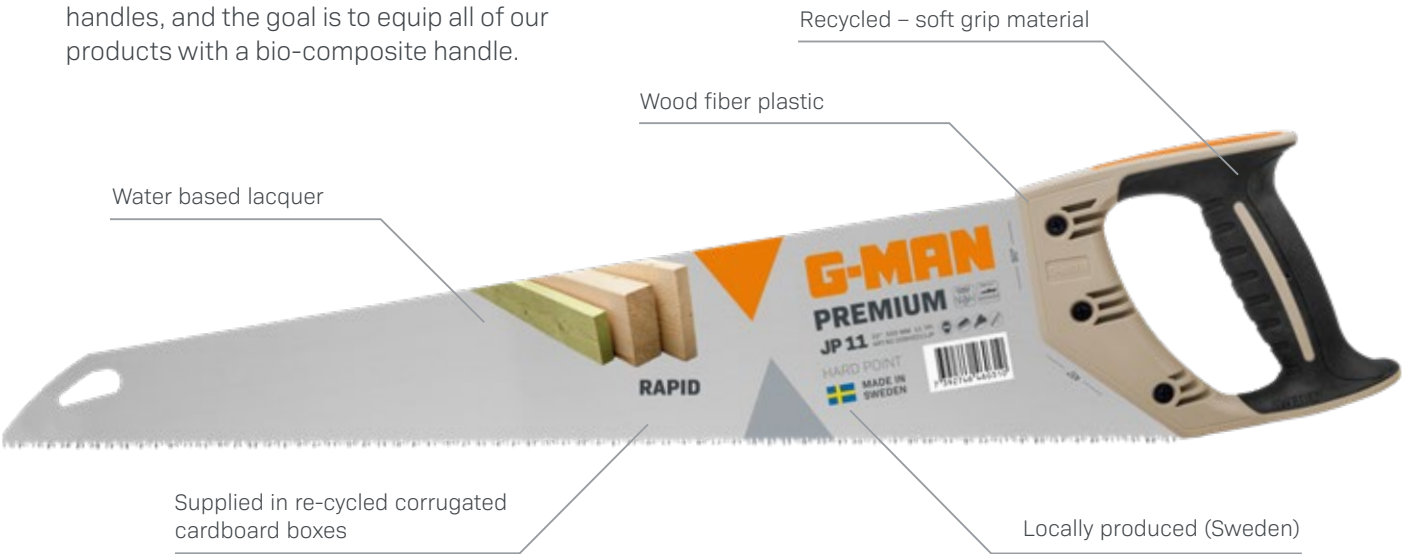 handles, and the goal is to equip all of our
products with a bio-composite handle.
Recycled – soft grip material
Wood fiber plastic
Water based lacquer
G-MAN
PREMIUM
JP 11
HARD POINT
MADE IN
SWEDEN
RAPID
Supplied in re-cycled corrugated
cardboard boxes
Locally produced (Sweden)